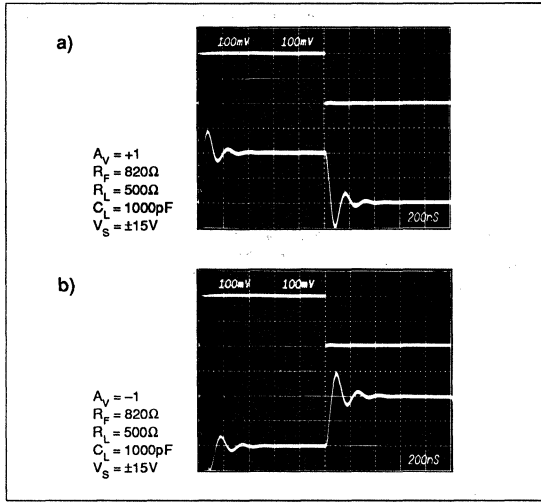 a)
100mV 100mV
A_V = +1
R_F = 820Ω
R_L = 500Ω
C_L = 1000pF
V_S = ±15V
200nS
b)
100mV 100mV
A_V = −1
R_F = 820Ω
R_L = 500Ω
C_L = 1000pF
V_S = ±15V
200nS